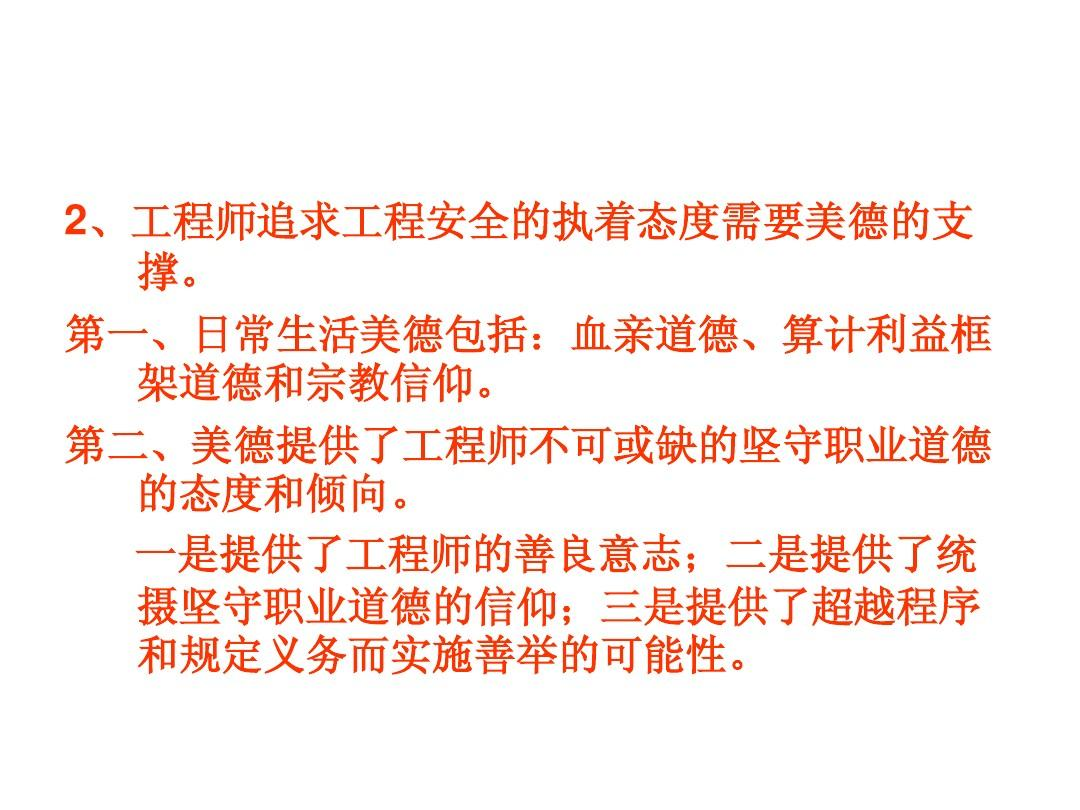 2、工程师追求工程安全的执着态度需要美德的支
撑。
第一、日常生活美德包括：血亲道德、算计利益框
架道德和宗教信仰。
第二、美德提供了工程师不可或缺的坚守职业道德
的态度和倾向。
一是提供了工程师的善良意志；二是提供了统
摄坚守职业道德的信仰；三是提供了超越程序
和规定义务而实施善举的可能性。